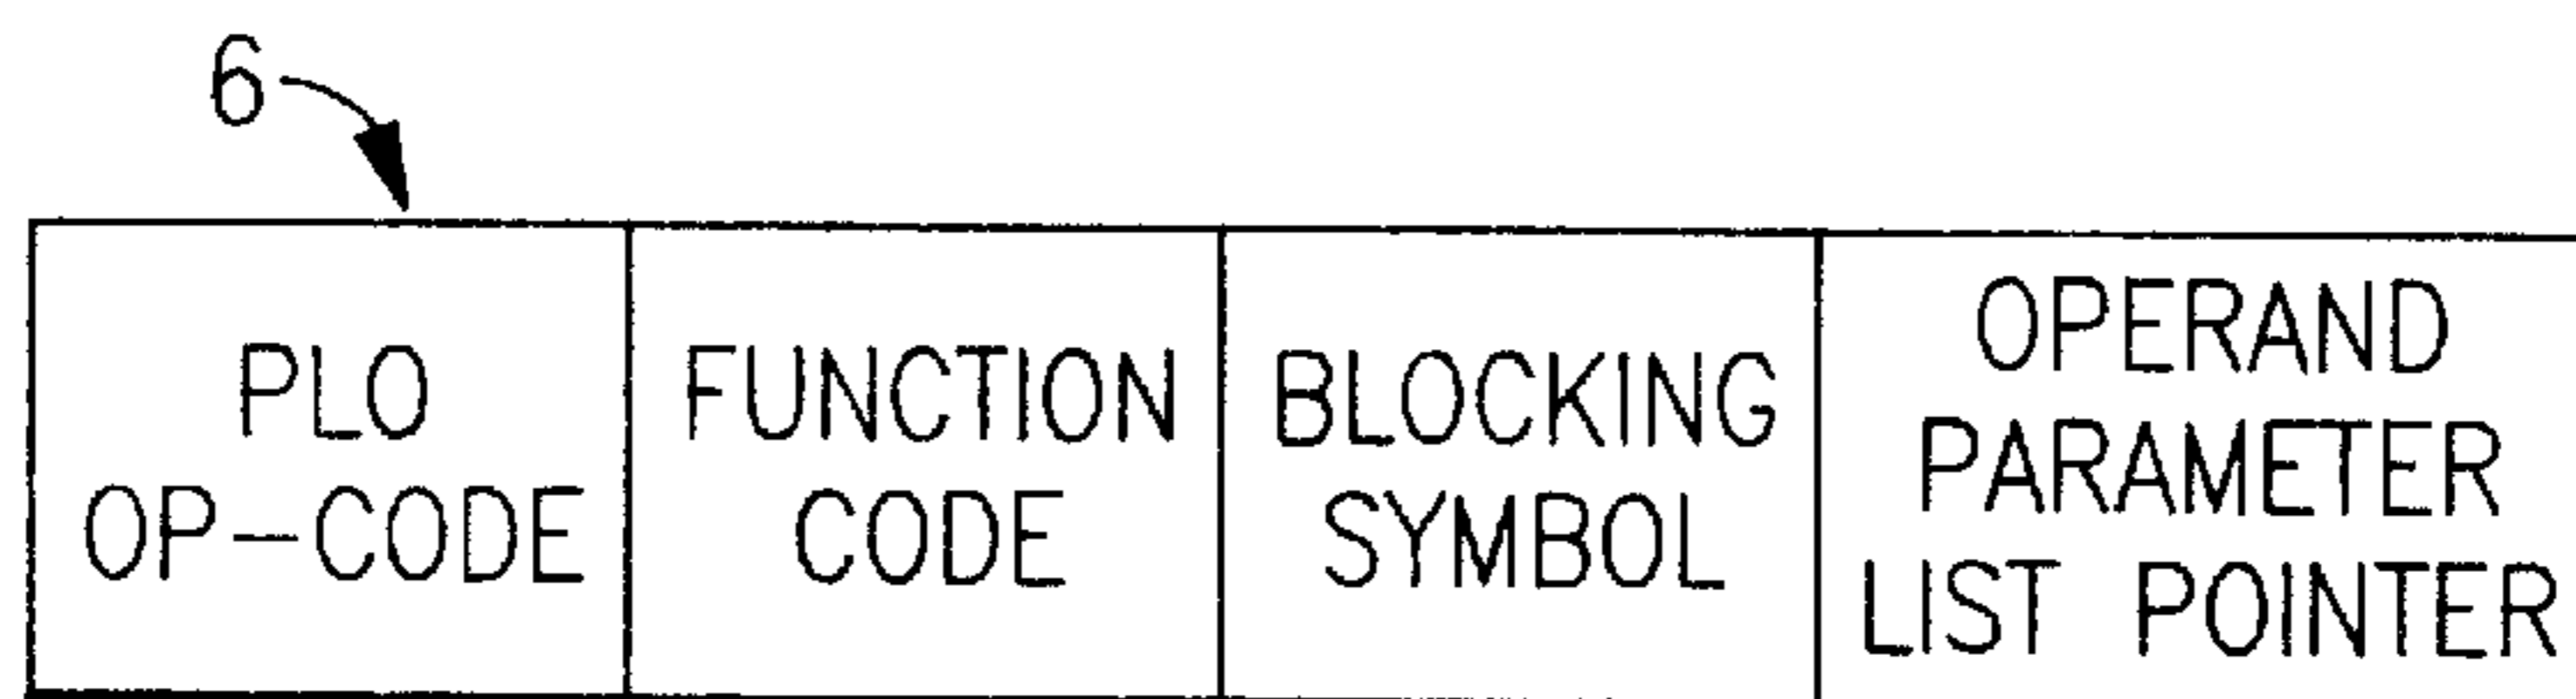 6
PLO
OP-CODE
FUNCTION
CODE
BLOCKING
SYMBOL
OPERAND
PARAMETER
LIST POINTER